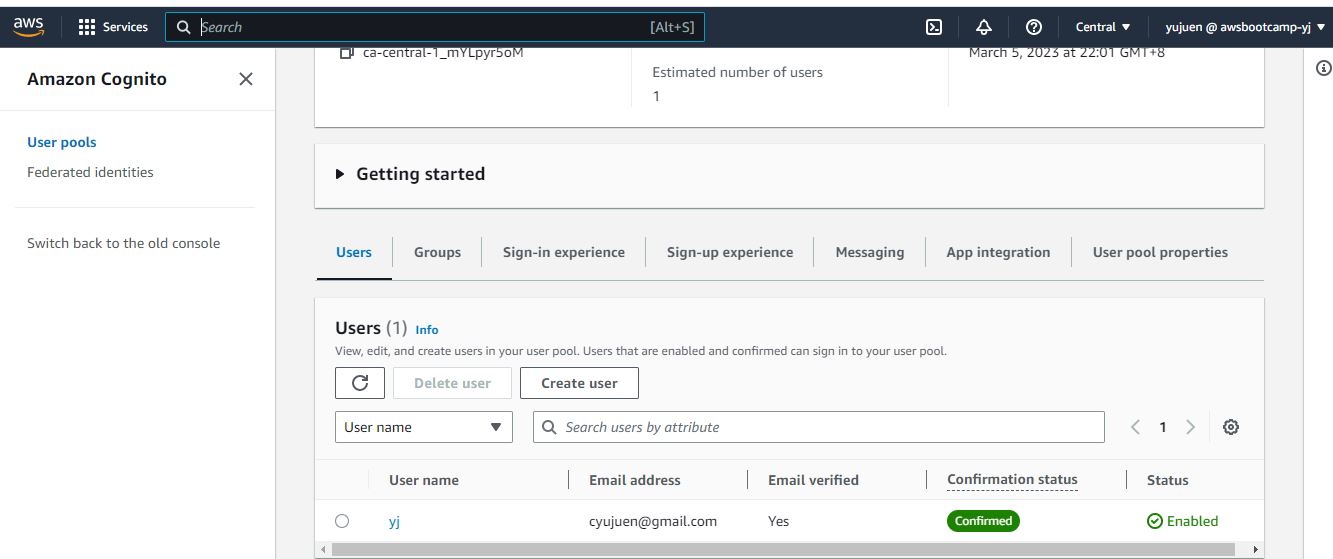 aws
Services
Search
[Alt+S]
Central
yujuen @ awsbootcamp-yj
Amazon Cognito
User pools
Federated identities
Switch back to the old console
ca-central-1_mYLpyr5oM
Estimated number of users
1
March 5, 2023 at 22:01 GMT+8
Getting started
Users
Groups
Sign-in experience
Sign-up experience
Messaging
App integration
User pool properties
Users (1) Info
View, edit, and create users in your user pool. Users that are enabled and confirmed can sign in to your user pool.
Delete user
Create user
User name
Search users by attribute
1
User name
Email address
Email verified
Confirmation status
Status
yj
cyujuen@gmail.com
Yes
Confirmed
Enabled